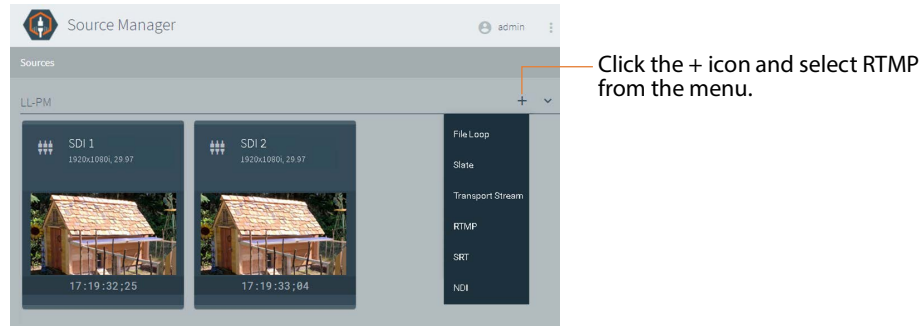 Source Manager
admin
Sources
LL-PM
+
Click the + icon and select RTMP
from the menu.
SDI 1
1920x1080i, 29.97
17:19:32;25
SDI 2
1920x1080i, 29.97
17:19:33;04
File Loop
Slate
Transport Stream
RTMP
SRT
NDI